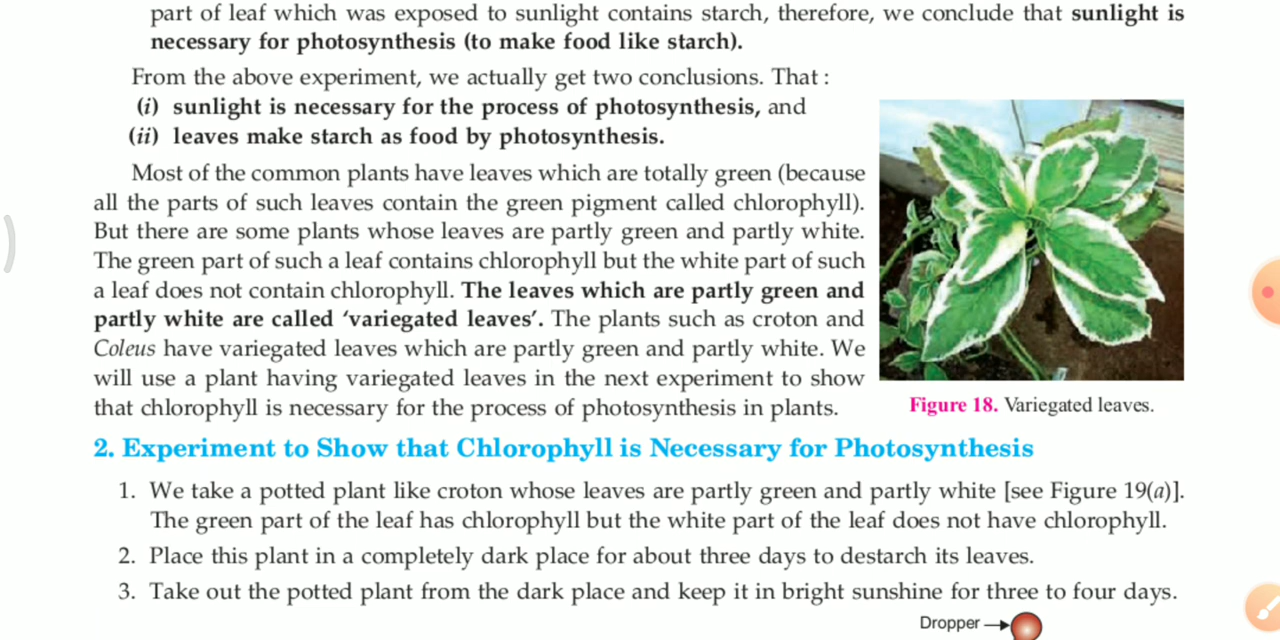 part of leaf which was exposed to sunlight contains starch, therefore, we conclude that sunlight is
necessary for photosynthesis (to make food like starch).
From the above experiment, we actually get two conclusions. That :
(i) sunlight is necessary for the process of photosynthesis, and
(ii) leaves make starch as food by photosynthesis.
Most of the common plants have leaves which are totally green (because
all the parts of such leaves contain the green pigment called chlorophyll).
But there are some plants whose leaves are partly green and partly white.
The green part of such a leaf contains chlorophyll but the white part of such
a leaf does not contain chlorophyll. The leaves which are partly green and
partly white are called ‘variegated leaves’. The plants such as croton and
Coleus have variegated leaves which are partly green and partly white. We
will use a plant having variegated leaves in the next experiment to show
that chlorophyll is necessary for the process of photosynthesis in plants.
Figure 18. Variegated leaves.
2. Experiment to Show that Chlorophyll is Necessary for Photosynthesis
1. We take a potted plant like croton whose leaves are partly green and partly white [see Figure 19(a)].
The green part of the leaf has chlorophyll but the white part of the leaf does not have chlorophyll.
2. Place this plant in a completely dark place for about three days to destarch its leaves.
3. Take out the potted plant from the dark place and keep it in bright sunshine for three to four days.
Dropper